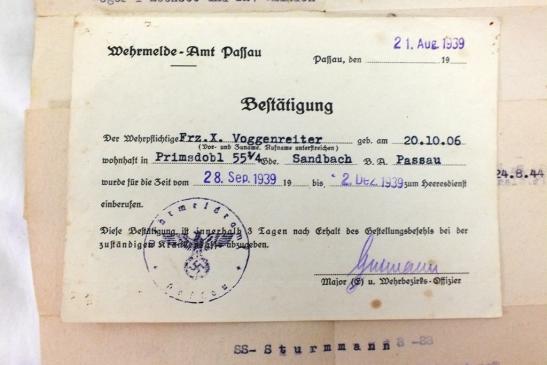 Wehrmelde-Amt Passau
Passau, den 21. Aug. 1939 19
Bestätigung
Der Wehrpflichtige Frz.X. Voggenreiter geb. am 20.10.06
(Vor- und Zuname, Rufname unterstreichen)
wohnhaft in Primsdobl 55¼ Gde. Sandbach B.A. Passau
wurde für die Zeit vom 28. Sep. 1939 19 bis 2. Dez. 1939 zum Heeresdienst
einberufen.
Diese Bestätigung ist innerhalb 3 Tagen nach Erhalt des Gestellungsbefehls bei der
zuständigen Krankenkasse abzugeben.
Major (E) u. Wehrbezirks-Offizier
24.8.44
SS-Sturmmann